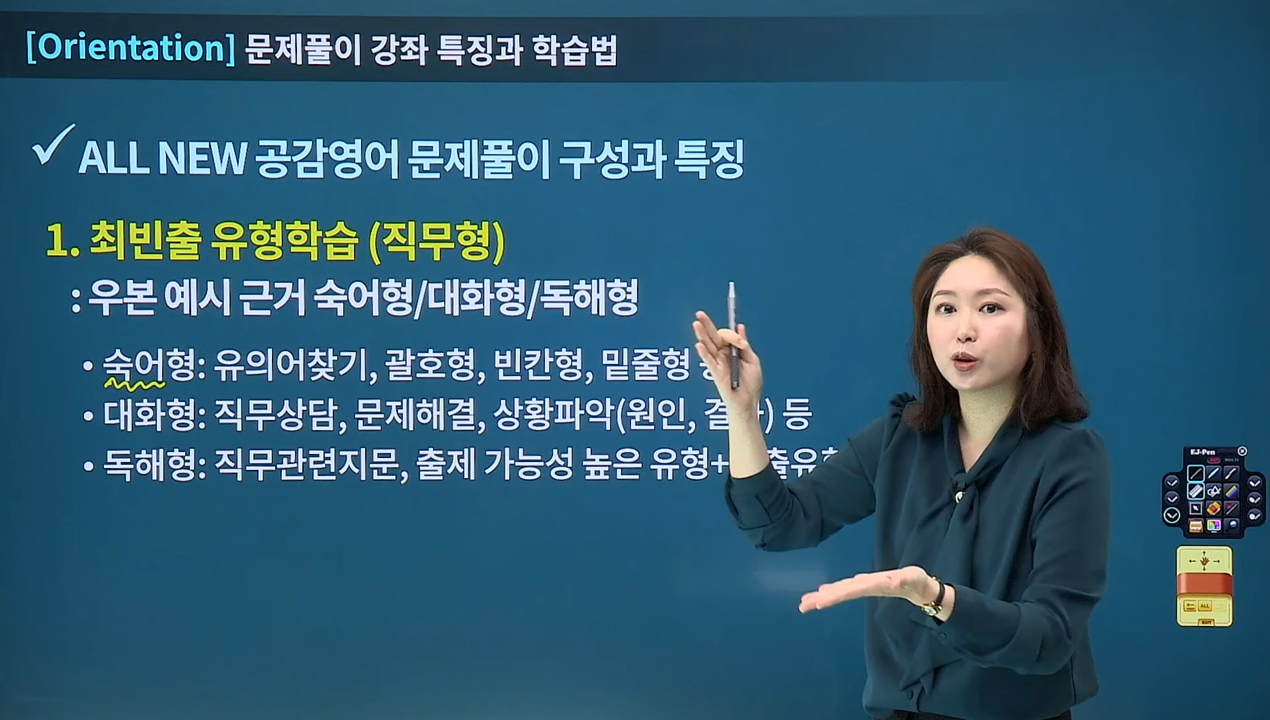 [Orientation] 문제풀이 강좌 특징과 학습법
ALL NEW 공감영어 문제풀이 구성과 특징
1. 최빈출 유형학습 (직무형)
: 우본 예시 근거 숙어형/대화형/독해형
• 숙어형: 유의어찾기, 괄호형, 빈칸형, 밑줄형
• 대화형: 직무상담, 문제해결, 상황파악(원인, ) 등
• 독해형: 직무관련지문, 출제 가능성 높은 유형+
EJ-Pen
ALL